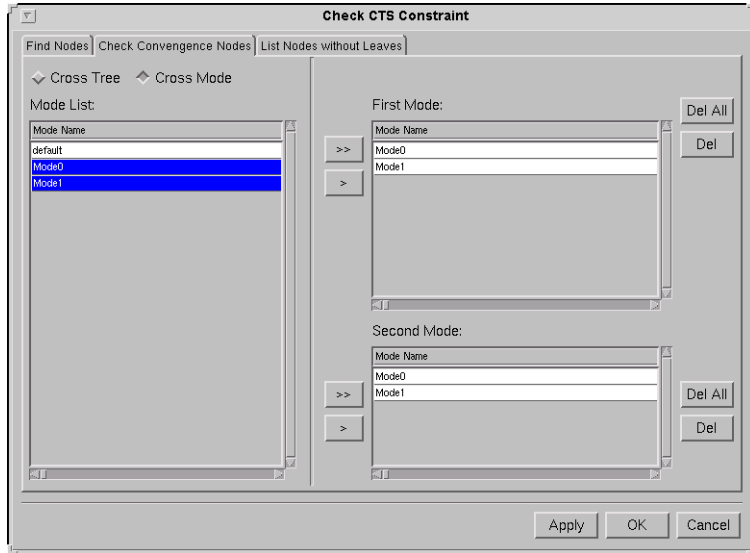 Check CTS Constraint
Find Nodes Check Convengence Nodes List Nodes without Leaves
Cross Tree Cross Mode
Mode List:
Mode Name
default
Mode0
Mode1
>>
>
First Mode:
Mode Name
Mode0
Mode1
Del All
Del
>>
>
Second Mode:
Mode Name
Mode0
Mode1
Del All
Del
Apply OK Cancel